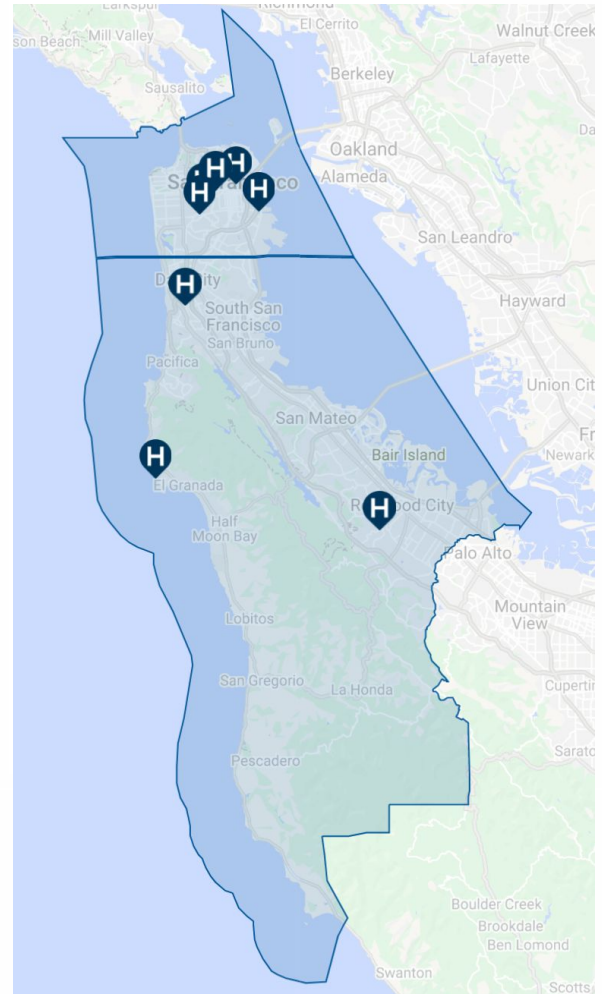 Larkspur
Richmond
El Cerrito
son Beach
Mill Valley
Walnut Creek
Lafayette
Sausalito
Berkeley
Oakland
Alameda
H
H
H
H
San Leandro
H
Hayward
South San
Francisco
San Bruno
Pacifica
Union Cit
San Mateo
Fr
Bair Island
Newark
H
El Granada
H
Half
Moon Bay
Palo Alto
Mountain
View
Lobitos
San Gregorio
La Honda
Cupertin
Sarato
Pescadero
Boulder Creek
Brookdale
Ben Lomond
Swanton
Scotts